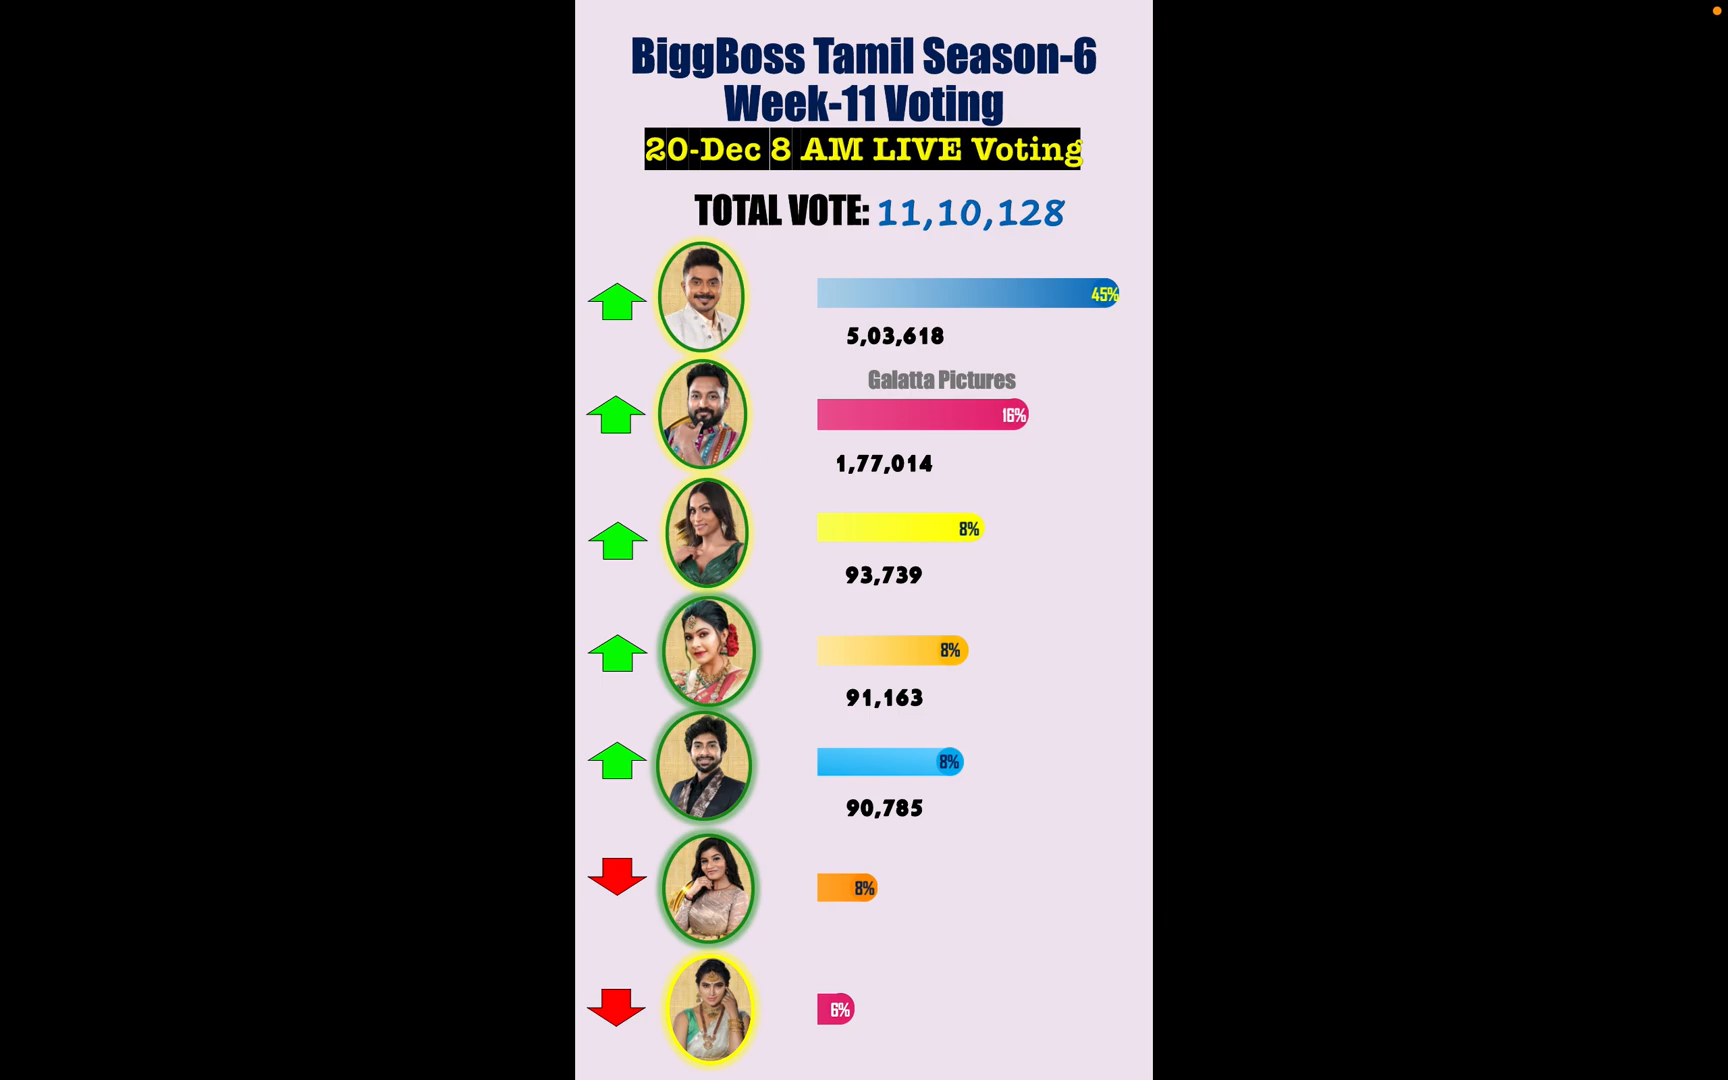 BiggBoss Tamil Season-6
Week-11 Voting
20-Dec 8 AM LIVE Voting
TOTAL VOTE: 11,10,128
45%
5,03,618
Galatta Pictures
16%
1,77,014
8%
93,739
8%
91,163
8%
90,785
8%
6%